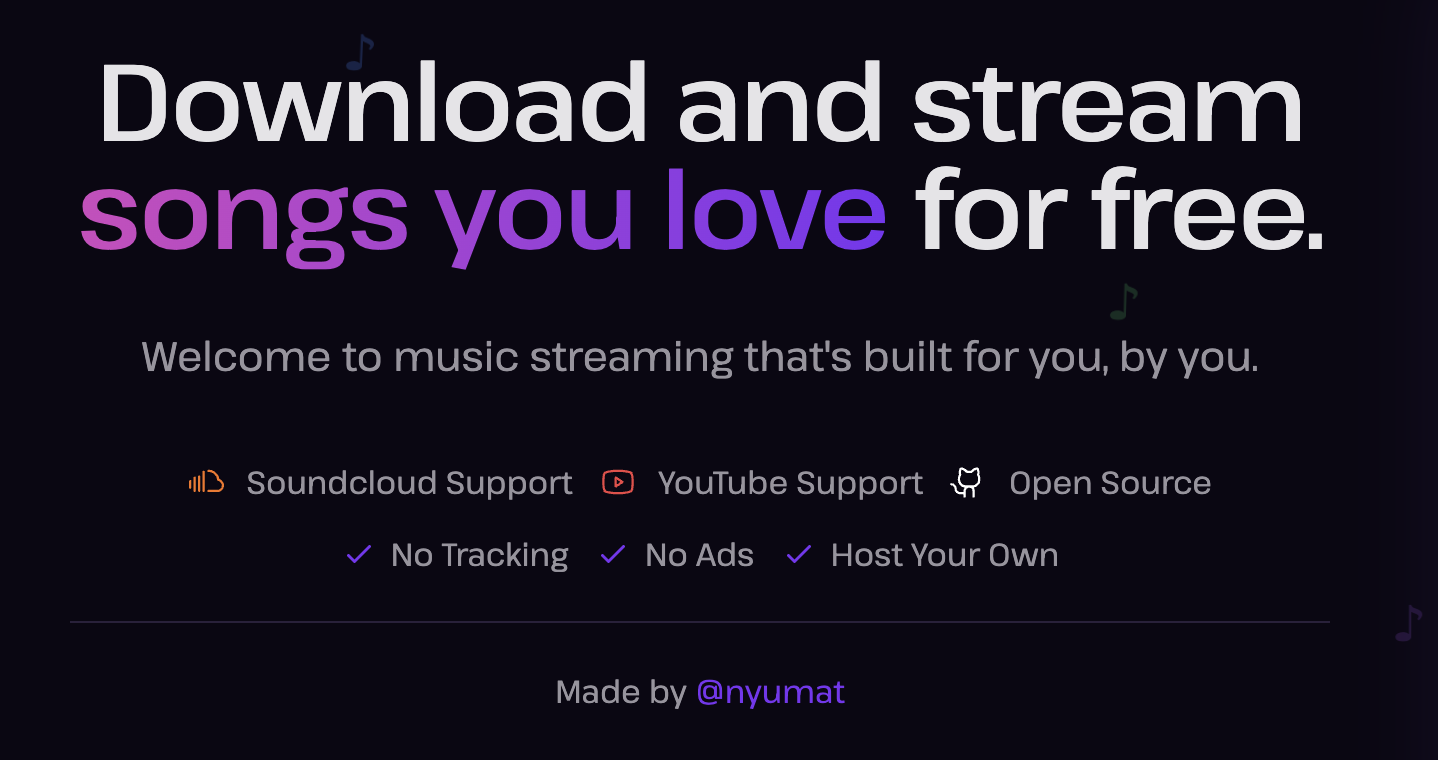 Download and stream
songs you love for free.
Welcome to music streaming that's built for you, by you.
Soundcloud Support YouTube Support Open Source
No Tracking No Ads Host Your Own
Made by @nyumat